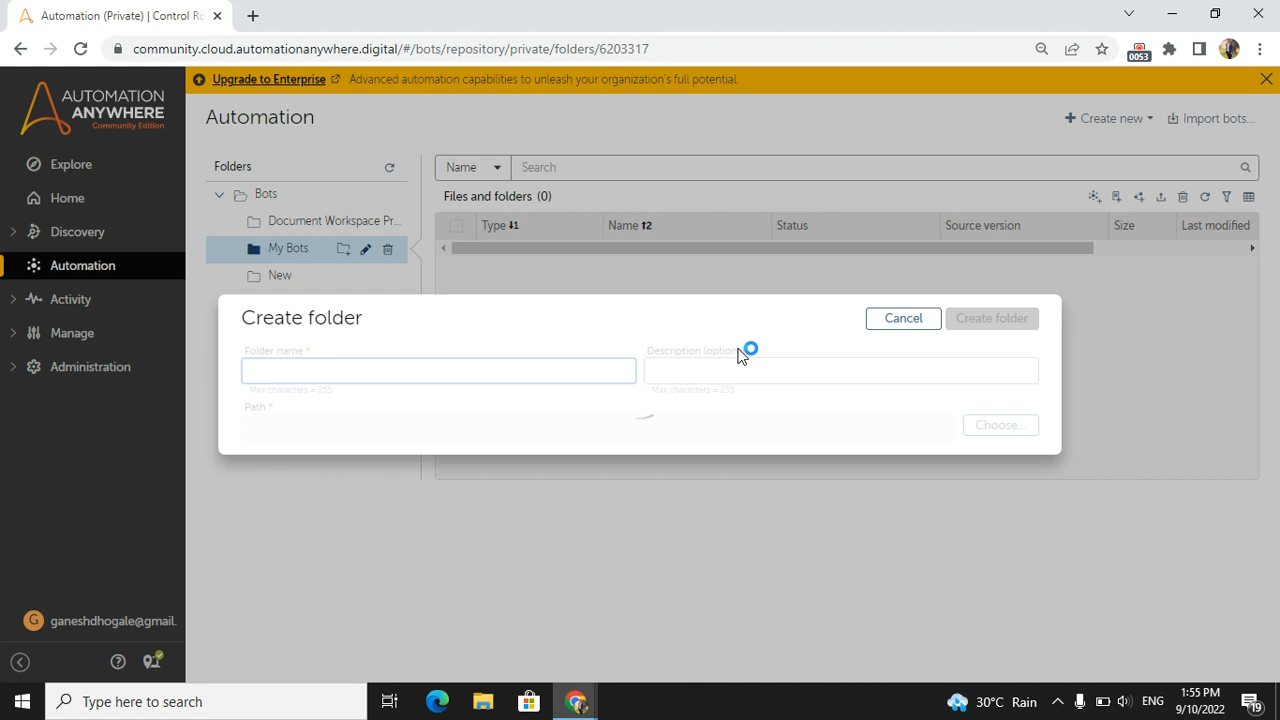 Automation (Private) | Control Ro
community.cloud.automationanywhere.digital/#/bots/repository/private/folders/6203317
0053
Upgrade to Enterprise Advanced automation capabilities to unleash your organization's full potential.
AUTOMATION
ANYWHERE
Community Edition
Automation
Create new
Import bots...
Explore
Home
Discovery
Automation
Activity
Manage
Administration
Folders
Bots
Document Workspace Pr...
My Bots
New
Name
Search
Files and folders (0)
Type
Name
Status
Source version
Size
Last modified
Create folder
Cancel
Create folder
Folder name *
Description (option
Max characters = 255
Max characters = 255
Path *
Choose...
G
ganeshdhogale@gmail.
Type here to search
30°C Rain
ENG
1:55 PM
9/10/2022
19